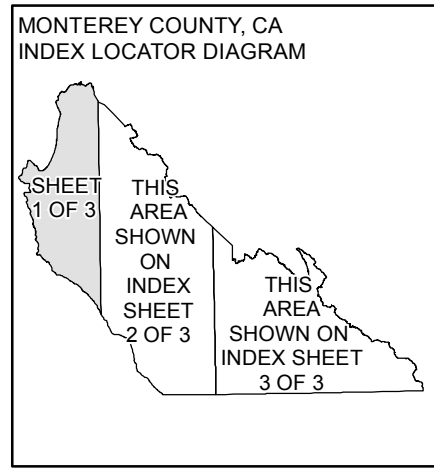 MONTEREY COUNTY, CA
INDEX LOCATOR DIAGRAM
SHEET
1 OF 3
THIS
AREA
SHOWN
ON
INDEX
SHEET
2 OF 3
THIS
AREA
SHOWN ON
INDEX SHEET
3 OF 3